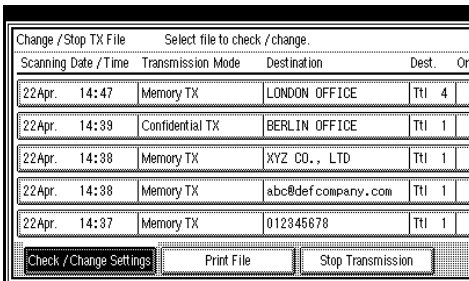 Change / Stop TX File Select file to check / change.
Scanning Date / Time Transmission Mode Destination Dest. Or
22Apr. 14:47 Memory TX LONDON OFFICE Ttl 4
22Apr. 14:39 Confidential TX BERLIN OFFICE Ttl 1
22Apr. 14:38 Memory TX XYZ CO., LTD Ttl 1
22Apr. 14:38 Memory TX abc@defcompany.com Ttl 1
22Apr. 14:37 Memory TX 012345678 Ttl 1
Check / Change Settings Print File Stop Transmission